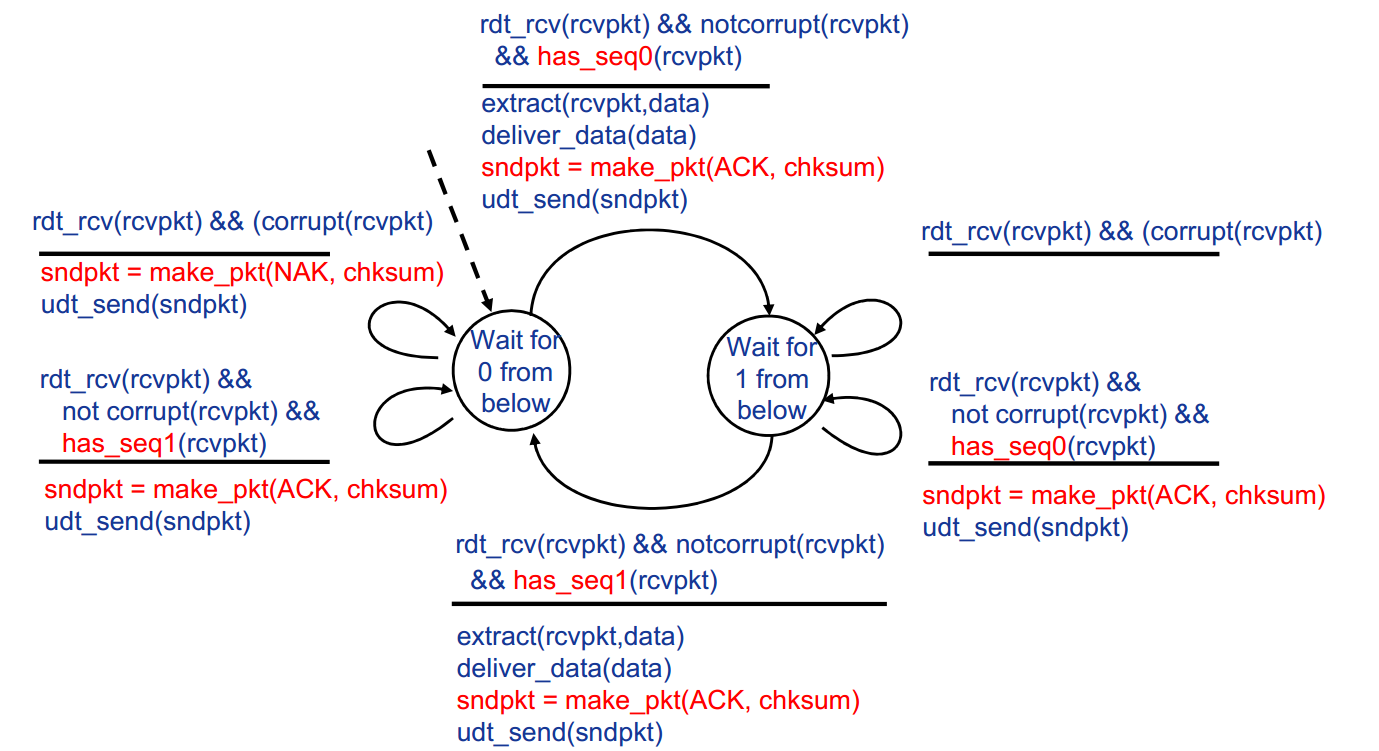 rdt_rcv(rcvpkt) && notcorrupt(rcvpkt)
&& has_seq0(rcvpkt)
extract(rcvpkt,data)
deliver_data(data)
sndpkt = make_pkt(ACK, chksum)
udt_send(sndpkt)
rdt_rcv(rcvpkt) && (corrupt(rcvpkt)
sndpkt = make_pkt(NAK, chksum)
udt_send(sndpkt)
rdt_rcv(rcvpkt) &&
not corrupt(rcvpkt) &&
has_seq1(rcvpkt)
sndpkt = make_pkt(ACK, chksum)
udt_send(sndpkt)
Wait for
0 from
below
Wait for
1 from
below
rdt_rcv(rcvpkt) && (corrupt(rcvpkt)
rdt_rcv(rcvpkt) &&
not corrupt(rcvpkt) &&
has_seq0(rcvpkt)
sndpkt = make_pkt(ACK, chksum)
udt_send(sndpkt)
rdt_rcv(rcvpkt) && notcorrupt(rcvpkt)
&& has_seq1(rcvpkt)
extract(rcvpkt,data)
deliver_data(data)
sndpkt = make_pkt(ACK, chksum)
udt_send(sndpkt)